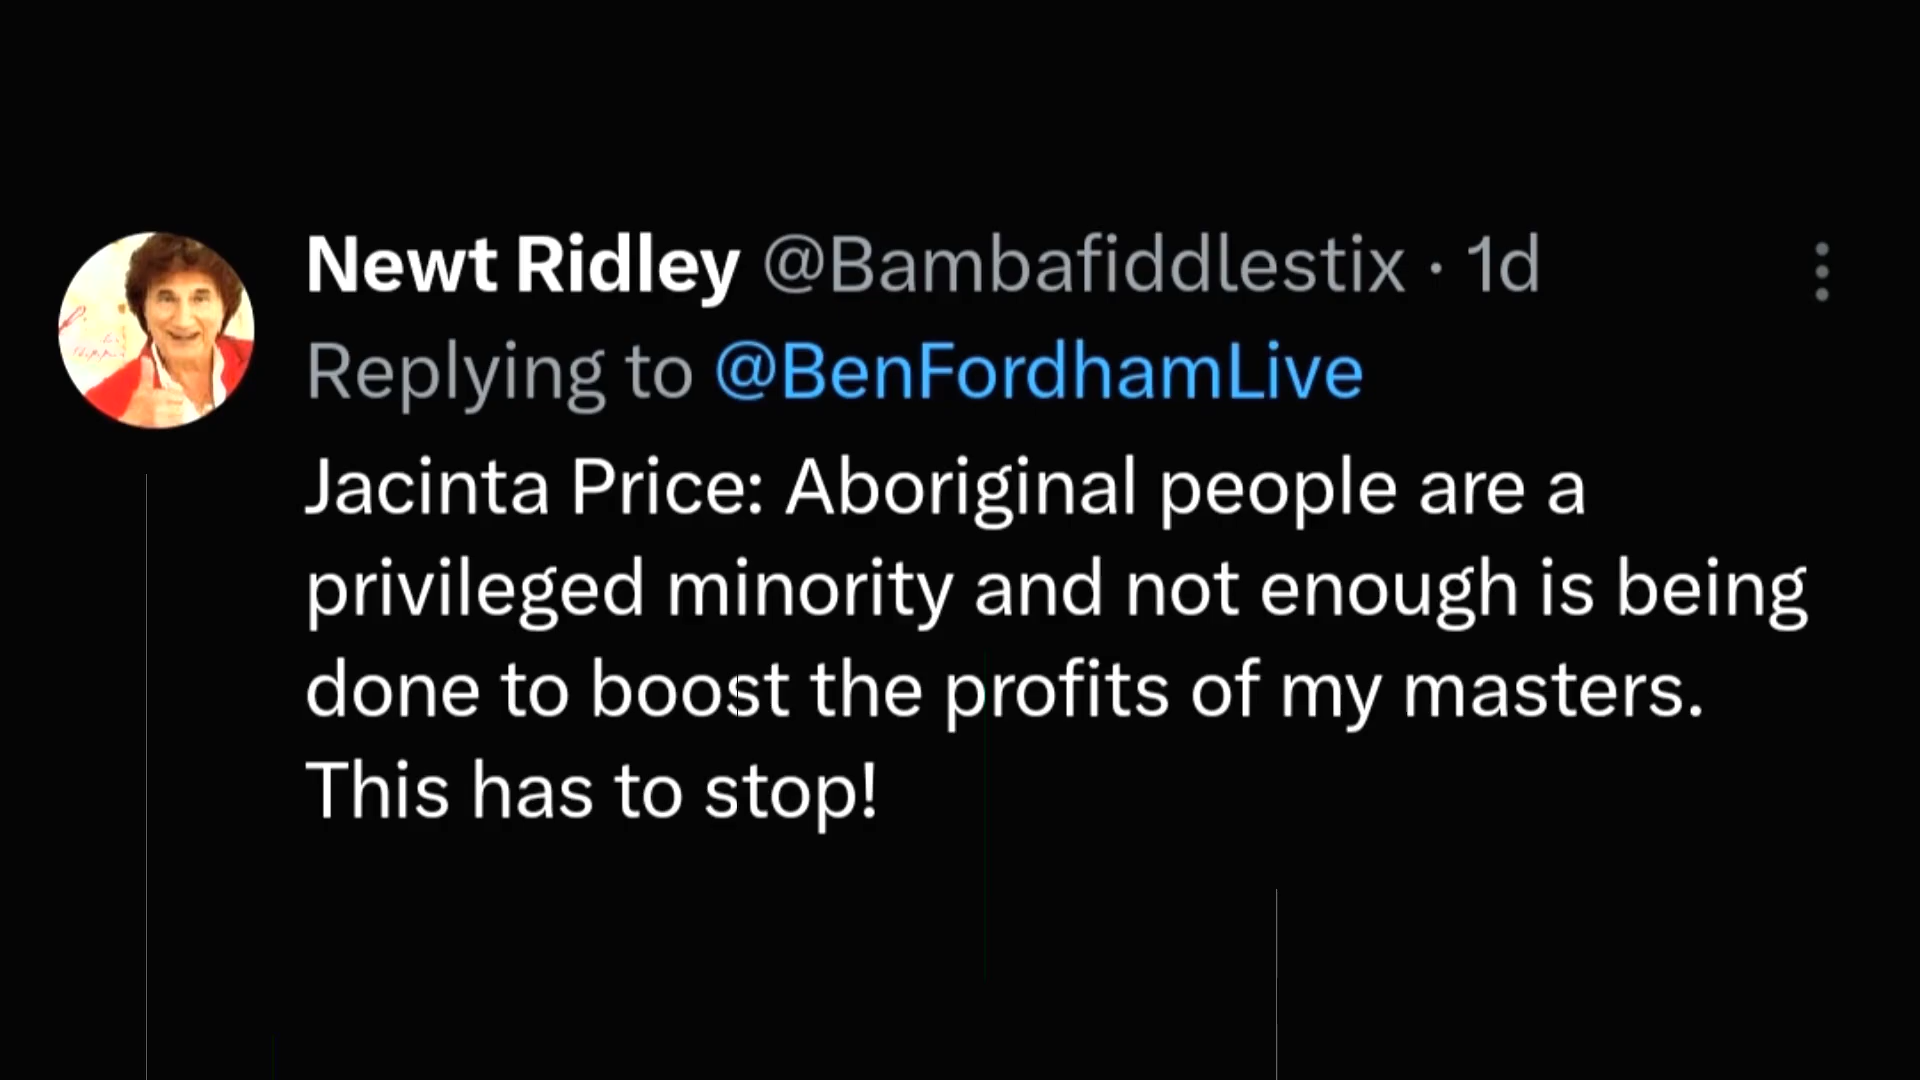 Newt Ridley @Bambafiddlestix · 1d
Replying to @BenFordhamLive
Jacinta Price: Aboriginal people are a
privileged minority and not enough is being
done to boost the profits of my masters.
This has to stop!